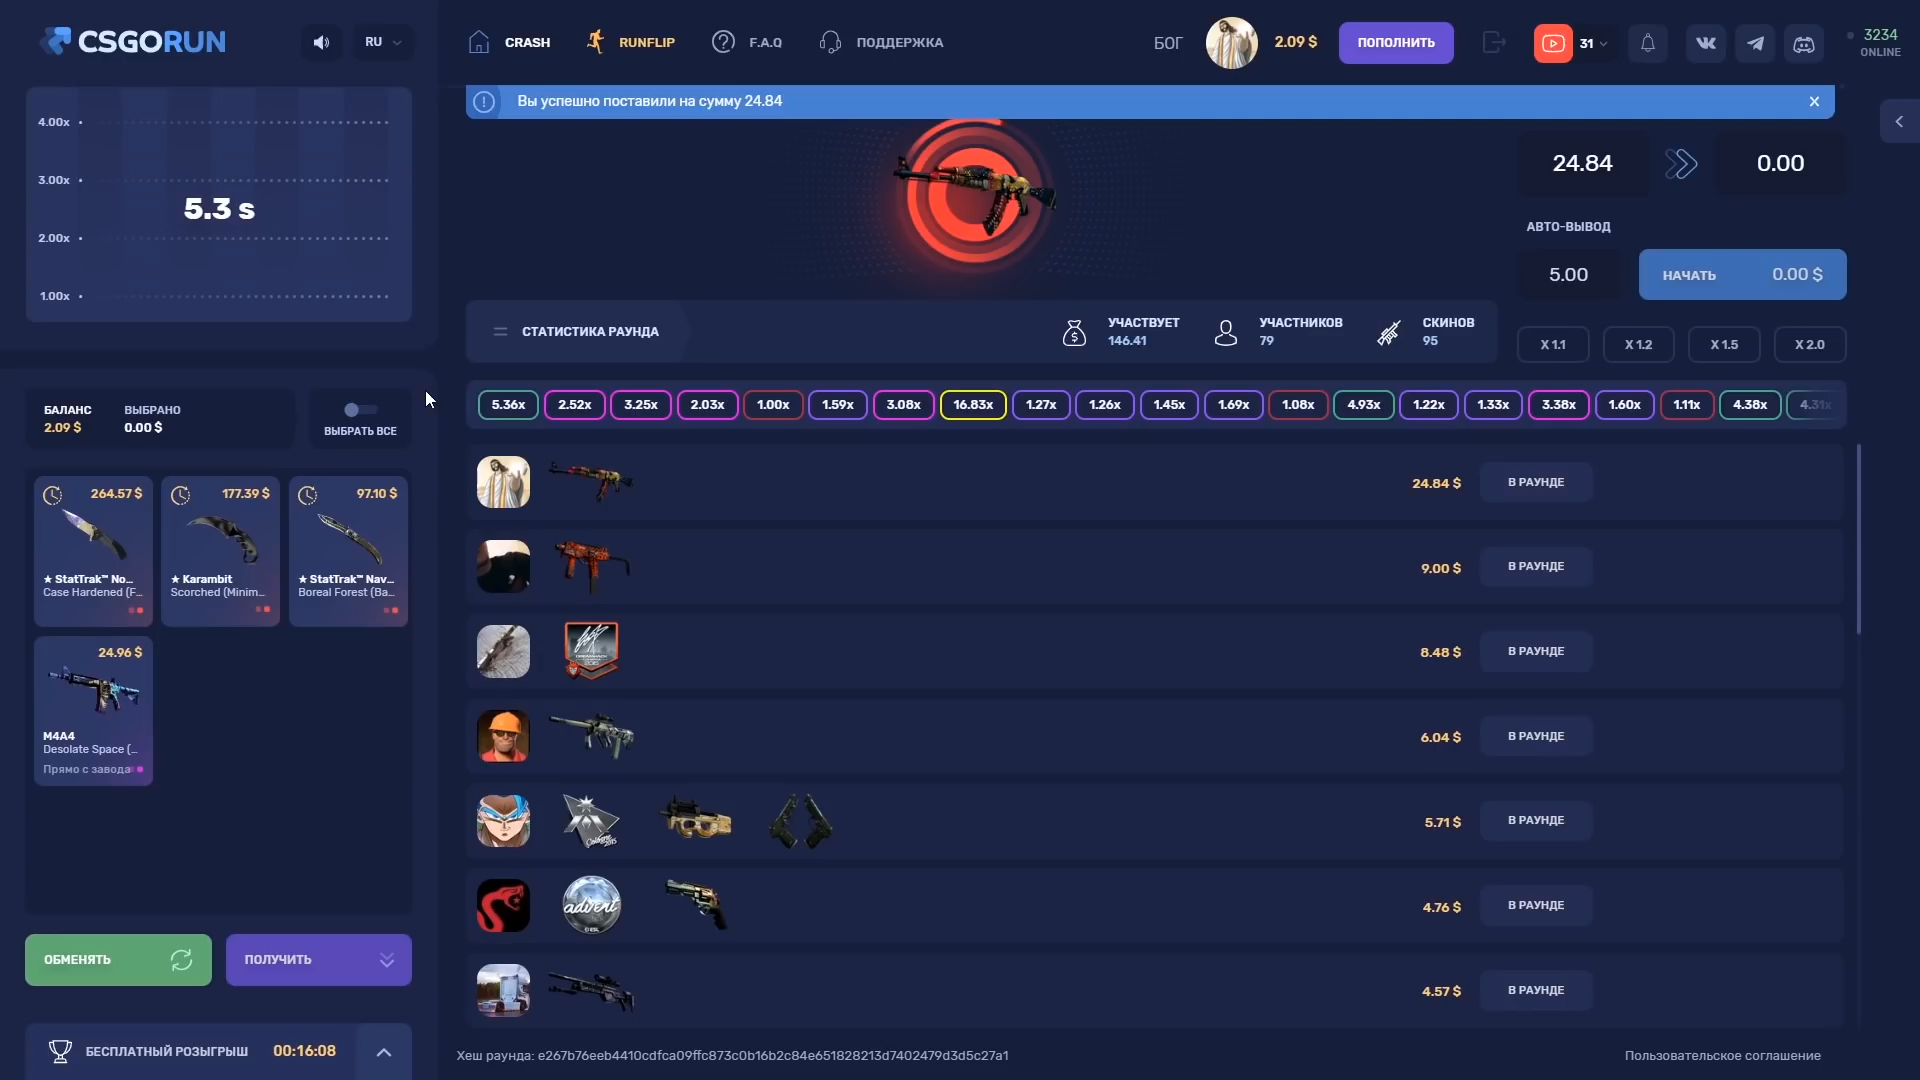 CSGORUN
RU
CRASH
RUNFLIP
F.A.Q
ПОДДЕРЖКА
БОГ
2.09 $
ПОПОЛНИТЬ
31
3234
ONLINE
4.00x
3.00x
2.00x
1.00x
5.3 s
Вы успешно поставили на сумму 24.84
24.84
0.00
АВТО-ВЫВОД
5.00
НАЧАТЬ 0.00 $
X 1.1
X 1.2
X 1.5
X 2.0
СТАТИСТИКА РАУНДА
УЧАСТВУЕТ
146.41
УЧАСТНИКОВ
79
СКИНОВ
95
5.36x 2.52x 3.25x 2.03x 1.00x 1.59x 3.08x 16.83x 1.27x 1.26x 1.45x 1.69x 1.08x 4.93x 1.22x 1.33x 3.38x 1.60x 1.11x 4.38x 4.31x
БАЛАНС
2.09 $
ВЫБРАНО
0.00 $
ВЫБРАТЬ ВСЕ
264.57 $
★ StatTrak™ No...
Case Hardened (F...
177.39 $
★ Karambit
Scorched (Minim...
97.10 $
★ StatTrak™ Nav...
Boreal Forest (Ba...
24.96 $
M4A4
Desolate Space (...
Прямо с завода
ОБМЕНЯТЬ
ПОЛУЧИТЬ
БЕСПЛАТНЫЙ РОЗЫГРЫШ 00:16:08
24.84 $ В РАУНДЕ
9.00 $ В РАУНДЕ
8.48 $ В РАУНДЕ
6.04 $ В РАУНДЕ
5.71 $ В РАУНДЕ
4.76 $ В РАУНДЕ
4.57 $ В РАУНДЕ
Хеш раунда: e267b76eeb4410cdfca09ffc873c0b16b2c84e651828213d7402479d3d5c27a1
Пользовательское соглашение